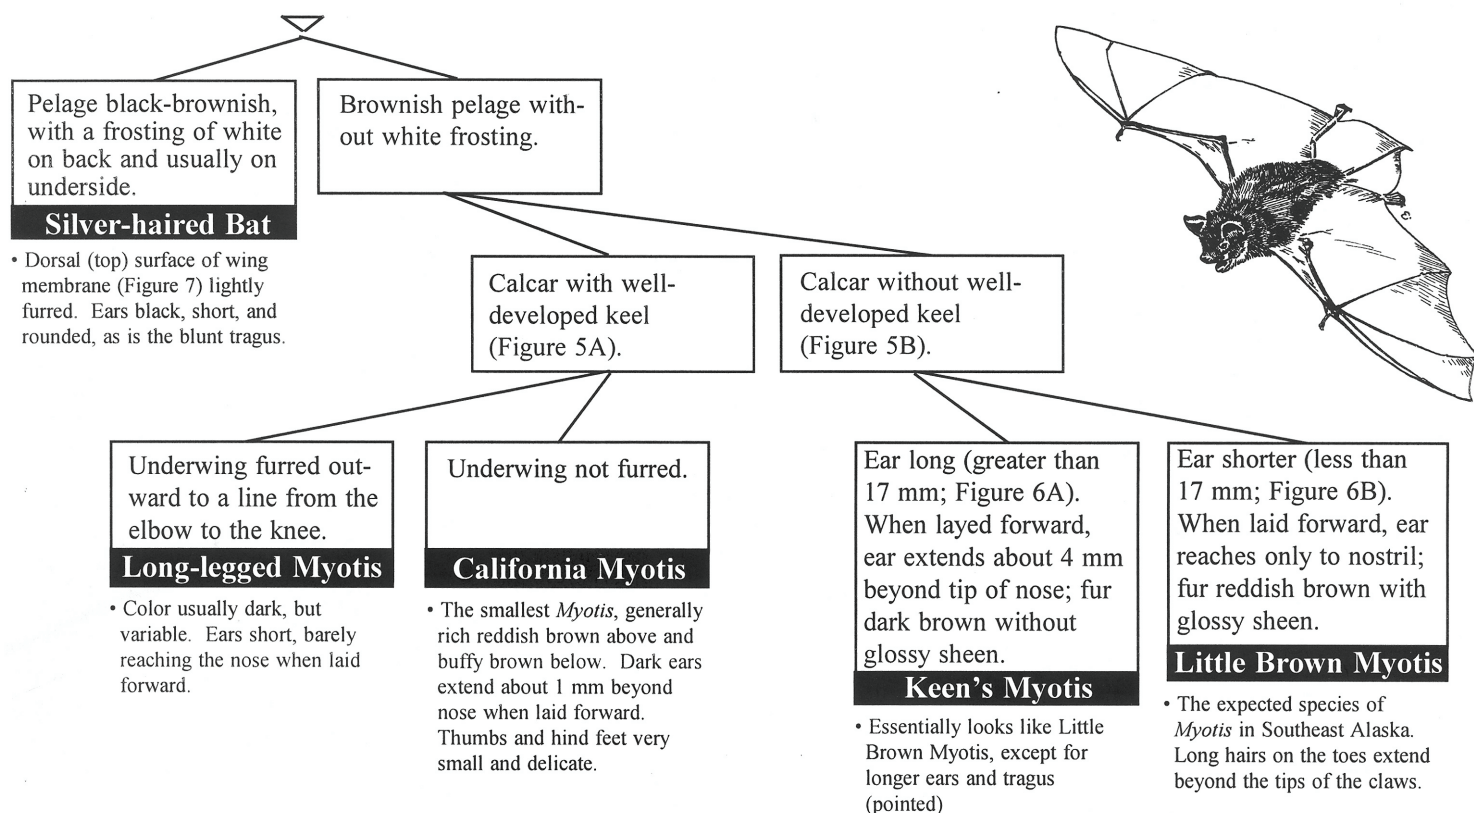 Pelage black-brownish,
with a frosting of white
on back and usually on
underside.
Silver-haired Bat
• Dorsal (top) surface of wing
membrane (Figure 7) lightly
furred. Ears black, short, and
rounded, as is the blunt tragus.
Brownish pelage with-
out white frosting.
Calcar with well-
developed keel
(Figure 5A).
Calcar without well-
developed keel
(Figure 5B).
Underwing furred out-
ward to a line from the
elbow to the knee.
Long-legged Myotis
• Color usually dark, but
variable. Ears short, barely
reaching the nose when laid
forward.
Underwing not furred.
California Myotis
• The smallest Myotis, generally
rich reddish brown above and
buffy brown below. Dark ears
extend about 1 mm beyond
nose when laid forward.
Thumbs and hind feet very
small and delicate.
Ear long (greater than
17 mm; Figure 6A).
When layed forward,
ear extends about 4 mm
beyond tip of nose; fur
dark brown without
glossy sheen.
Keen's Myotis
• Essentially looks like Little
Brown Myotis, except for
longer ears and tragus
(pointed)
Ear shorter (less than
17 mm; Figure 6B).
When laid forward, ear
reaches only to nostril;
fur reddish brown with
glossy sheen.
Little Brown Myotis
• The expected species of
Myotis in Southeast Alaska.
Long hairs on the toes extend
beyond the tips of the claws.